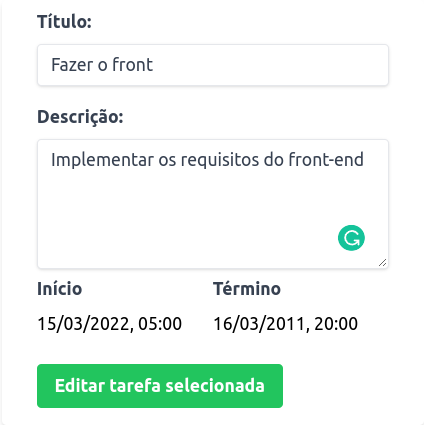 Título:
Fazer o front
Descrição:
Implementar os requisitos do front-end
Início Término
15/03/2022, 05:00 16/03/2011, 20:00
Editar tarefa selecionada